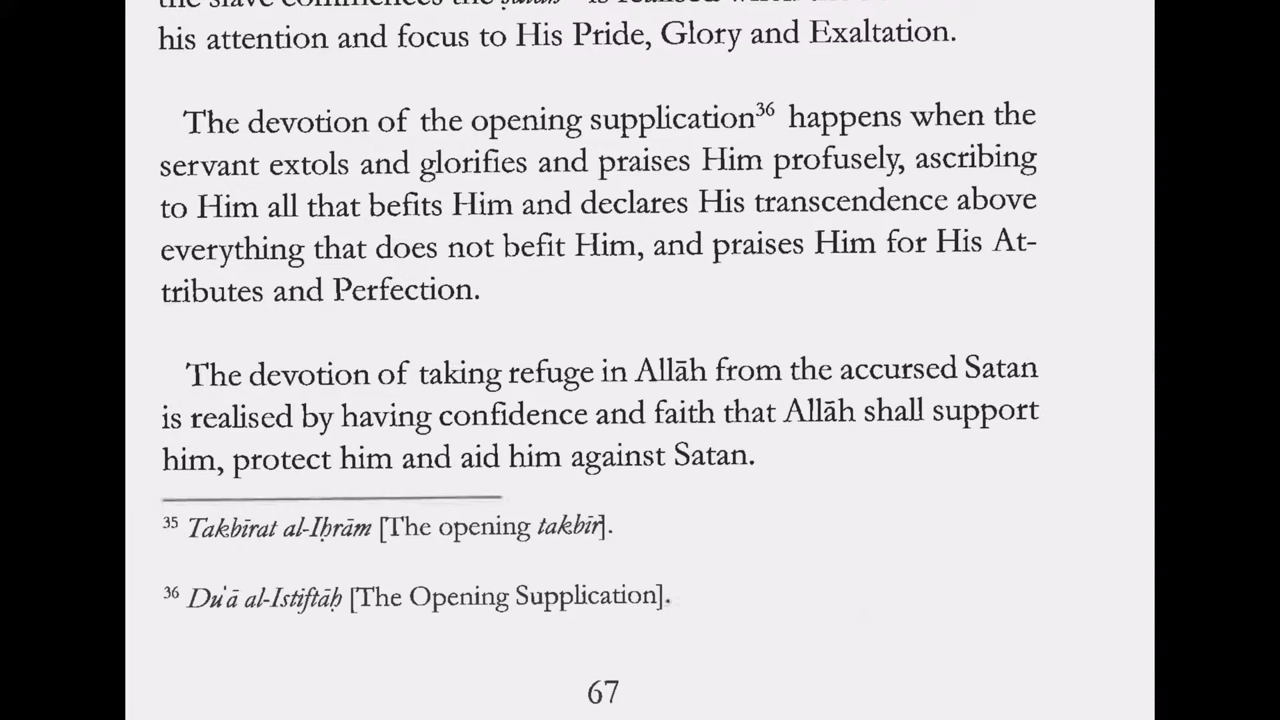 his attention and focus to His Pride, Glory and Exaltation.
The devotion of the opening supplication³⁶ happens when the
servant extols and glorifies and praises Him profusely, ascribing
to Him all that befits Him and declares His transcendence above
everything that does not befit Him, and praises Him for His At-
tributes and Perfection.
The devotion of taking refuge in Allāh from the accursed Satan
is realised by having confidence and faith that Allāh shall support
him, protect him and aid him against Satan.
³⁵ Takbīrat al-Iḥrām [The opening takbīr].
³⁶ Du'ā al-Istiftāḥ [The Opening Supplication].
67